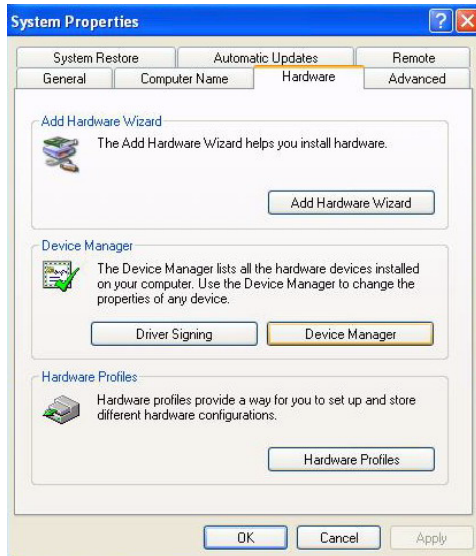 System Properties
System Restore Automatic Updates Remote
General Computer Name Hardware Advanced
Add Hardware Wizard
The Add Hardware Wizard helps you install hardware.
Add Hardware Wizard
Device Manager
The Device Manager lists all the hardware devices installed
on your computer. Use the Device Manager to change the
properties of any device.
Driver Signing Device Manager
Hardware Profiles
Hardware profiles provide a way for you to set up and store
different hardware configurations.
Hardware Profiles
OK Cancel Apply